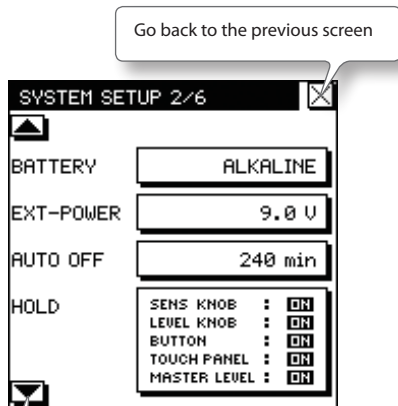 Go back to the previous screen
SYSTEM SETUP 2/6
BATTERY ALKALINE
EXT-POWER 9.0 V
AUTO OFF 240 min
HOLD SENS KNOB : ON
LEVEL KNOB : ON
BUTTON : ON
TOUCH PANEL : ON
MASTER LEVEL : ON